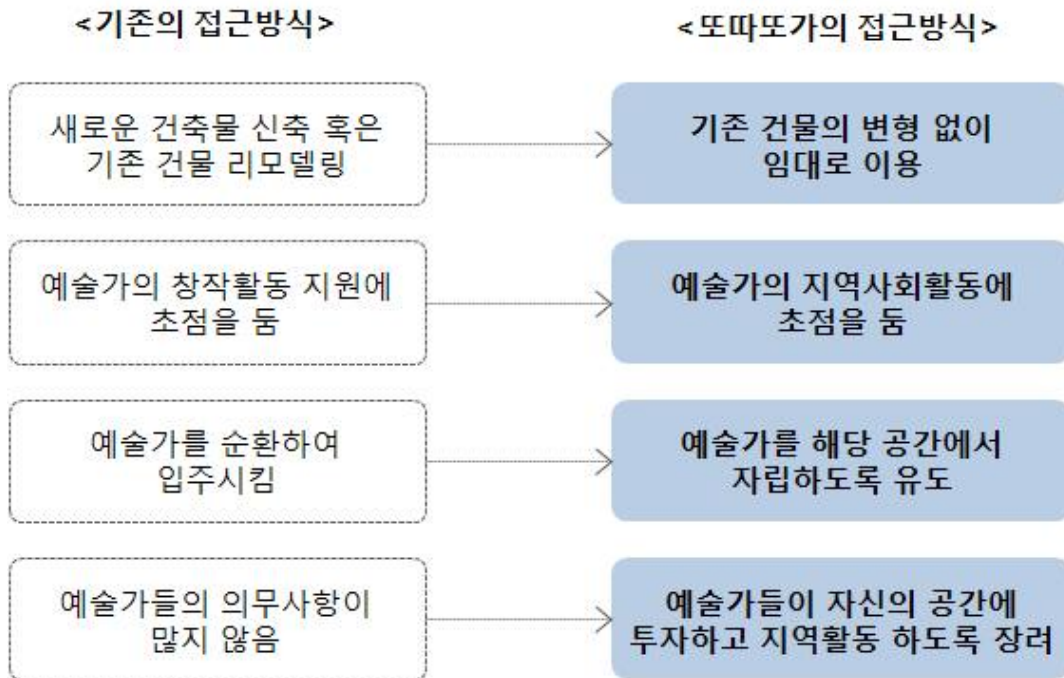 <기존의 접근방식>
<또따또가의 접근방식>
새로운 건축물 신축 혹은
기존 건물 리모델링
기존 건물의 변형 없이
임대로 이용
예술가의 창작활동 지원에
초점을 둠
예술가의 지역사회활동에
초점을 둠
예술가를 순환하여
입주시킴
예술가를 해당 공간에서
자립하도록 유도
예술가들의 의무사항이
많지 않음
예술가들이 자신의 공간에
투자하고 지역활동 하도록 장려